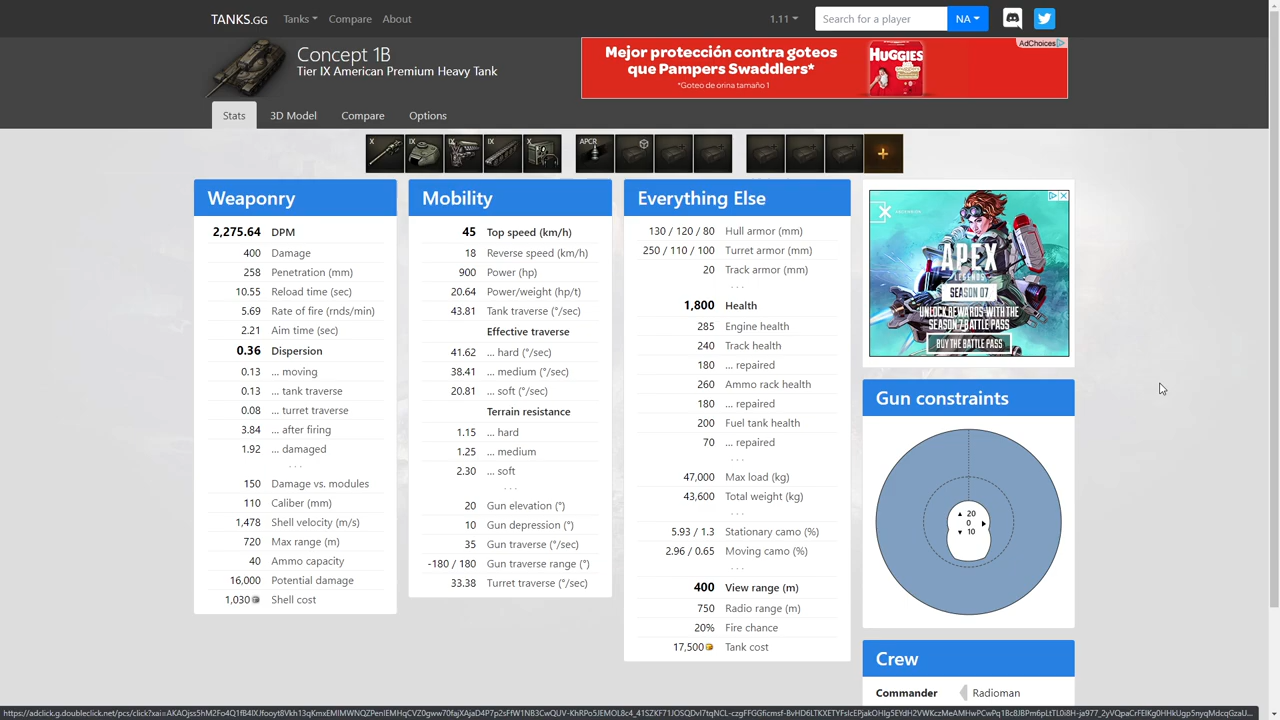 TANKS.GG Tanks Compare About 1.11 Search for a player NA
Concept 1B
Tier IX American Premium Heavy Tank
Mejor protección contra goteos
que Pampers Swaddlers*
*Goteo de orina tamaño 1
HUGGIES
AdChoices
Stats 3D Model Compare Options
X IX IX IX X APCR
Weaponry
2,275.64 DPM
400 Damage
258 Penetration (mm)
10.55 Reload time (sec)
5.69 Rate of fire (rnds/min)
2.21 Aim time (sec)
0.36 Dispersion
0.13 ... moving
0.13 ... tank traverse
0.08 ... turret traverse
3.84 ... after firing
1.92 ... damaged
...
150 Damage vs. modules
110 Caliber (mm)
1,478 Shell velocity (m/s)
720 Max range (m)
40 Ammo capacity
16,000 Potential damage
1,030 Shell cost
Mobility
45 Top speed (km/h)
18 Reverse speed (km/h)
900 Power (hp)
20.64 Power/weight (hp/t)
43.81 Tank traverse (°/sec)
Effective traverse
41.62 ... hard (°/sec)
38.41 ... medium (°/sec)
20.81 ... soft (°/sec)
Terrain resistance
1.15 ... hard
1.25 ... medium
2.30 ... soft
...
20 Gun elevation (°)
10 Gun depression (°)
35 Gun traverse (°/sec)
-180 / 180 Gun traverse range (°)
33.38 Turret traverse (°/sec)
Everything Else
130 / 120 / 80 Hull armor (mm)
250 / 110 / 100 Turret armor (mm)
20 Track armor (mm)
...
1,800 Health
285 Engine health
240 Track health
180 ... repaired
260 Ammo rack health
180 ... repaired
200 Fuel tank health
70 ... repaired
...
47,000 Max load (kg)
43,600 Total weight (kg)
...
5.93 / 1.3 Stationary camo (%)
2.96 / 0.65 Moving camo (%)
...
400 View range (m)
750 Radio range (m)
20% Fire chance
17,500 Tank cost
ASCENSION
APEX
LEGENDS
SEASON 07
UNLOCK REWARDS WITH THE
SEASON 7 BATTLE PASS
BUY THE BATTLE PASS
Gun constraints
20
0
10
Crew
Commander Radioman